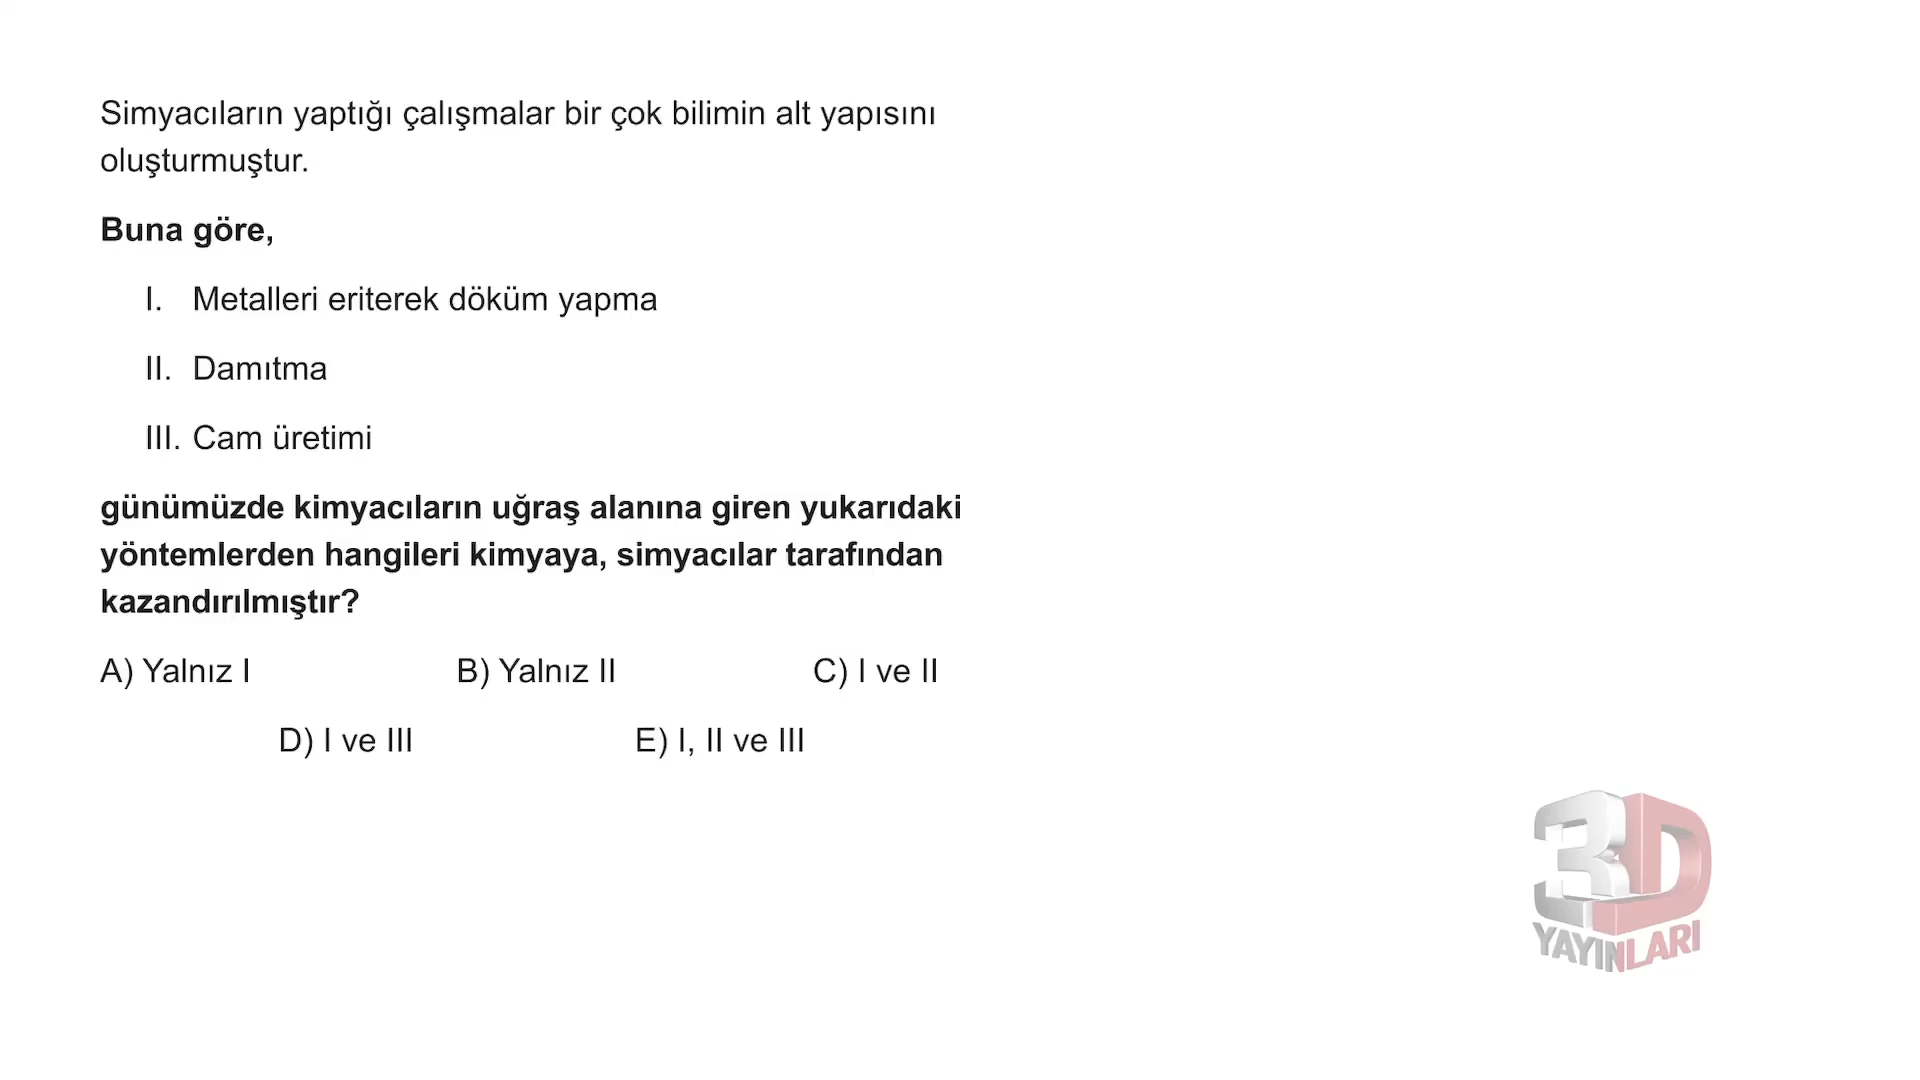 Simyacıların yaptığı çalışmalar bir çok bilimin alt yapısını
oluşturmuştur.
Buna göre,
I. Metalleri eriterek döküm yapma
II. Damıtma
III. Cam üretimi
günümüzde kimyacıların uğraş alanına giren yukarıdaki
yöntemlerden hangileri kimyaya, simyacılar tarafından
kazandırılmıştır?
A) Yalnız I B) Yalnız II C) I ve II
D) I ve III E) I, II ve III
3D
YAYINLARI